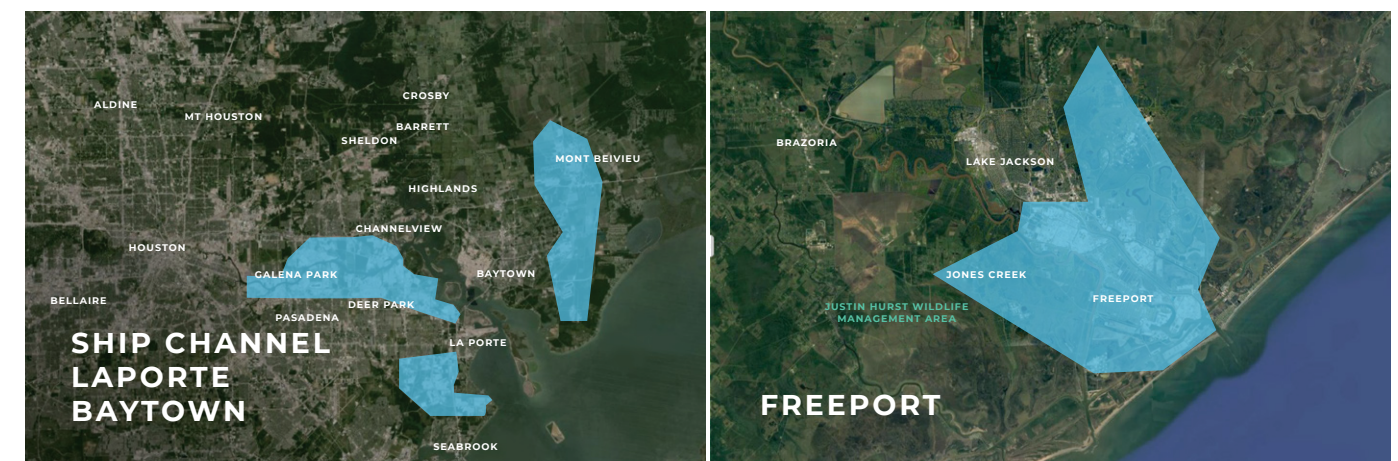 CROSBY
ALDINE
MT HOUSTON
BARRETT
SHELDON
MONT BEIVIEU
HIGHLANDS
CHANNELVIEW
HOUSTON
GALENA PARK
BAYTOWN
BELLAIRE
DEER PARK
PASADENA
LA PORTE
SHIP CHANNEL
LAPORTE
BAYTOWN
SEABROOK
BRAZORIA
LAKE JACKSON
JONES CREEK
FREEPORT
JUSTIN HURST WILDLIFE
MANAGEMENT AREA
FREEPORT